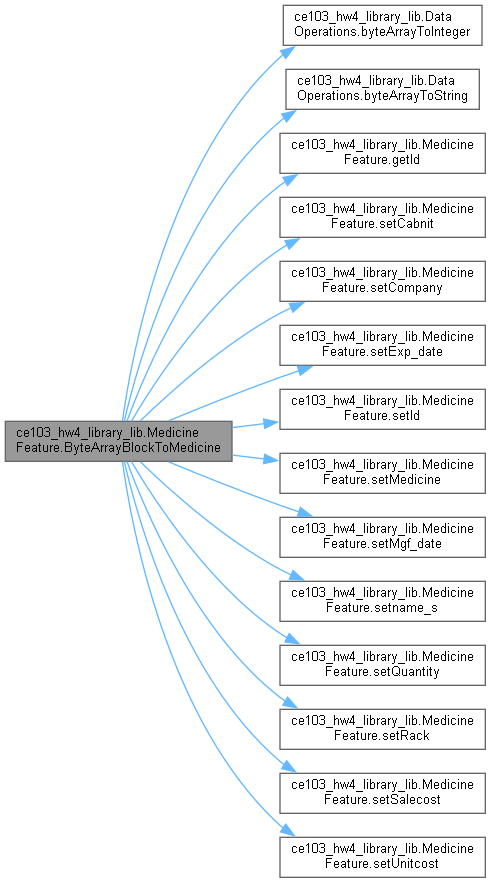 ce103_hw4_library_lib.Data
Operations.byteArrayToInteger
ce103_hw4_library_lib.Data
Operations.byteArrayToString
ce103_hw4_library_lib.Medicine
Feature.getId
ce103_hw4_library_lib.Medicine
Feature.setCabnit
ce103_hw4_library_lib.Medicine
Feature.setCompany
ce103_hw4_library_lib.Medicine
Feature.setExp_date
ce103_hw4_library_lib.Medicine
Feature.setId
ce103_hw4_library_lib.Medicine
Feature.ByteArrayBlockToMedicine
ce103_hw4_library_lib.Medicine
Feature.setMedicine
ce103_hw4_library_lib.Medicine
Feature.setMgf_date
ce103_hw4_library_lib.Medicine
Feature.setname_s
ce103_hw4_library_lib.Medicine
Feature.setQuantity
ce103_hw4_library_lib.Medicine
Feature.setRack
ce103_hw4_library_lib.Medicine
Feature.setSalecost
ce103_hw4_library_lib.Medicine
Feature.setUnitcost